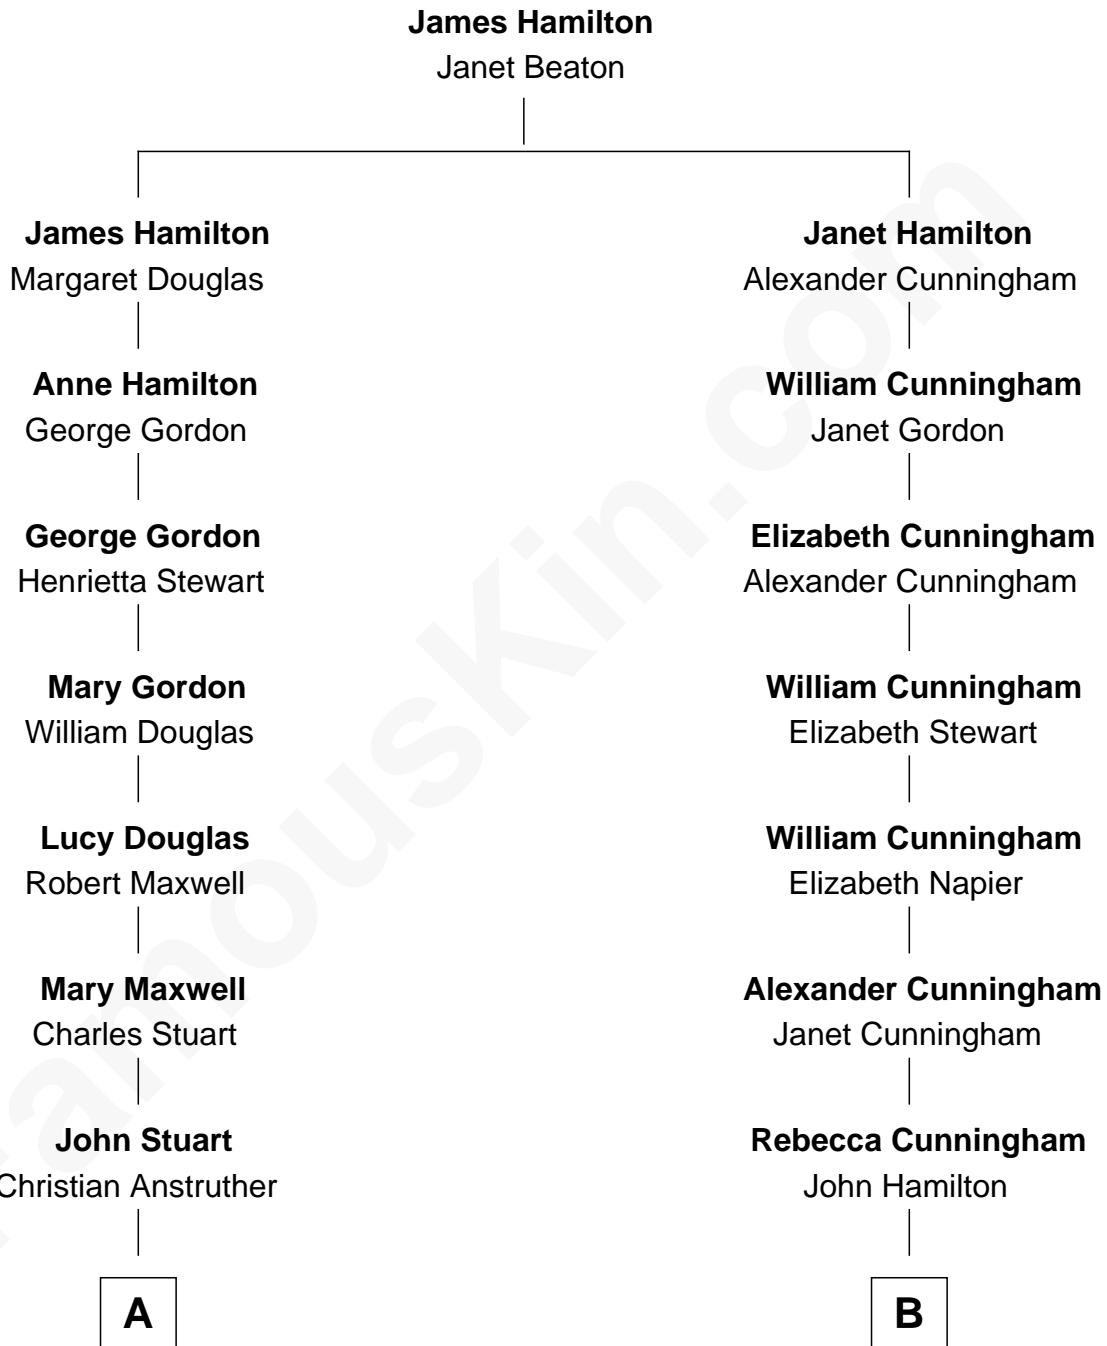 James Hamilton
Janet Beaton
James Hamilton
Margaret Douglas
Janet Hamilton
Alexander Cunningham
Anne Hamilton
George Gordon
William Cunningham
Janet Gordon
George Gordon
Henrietta Stewart
Elizabeth Cunningham
Alexander Cunningham
Mary Gordon
William Douglas
William Cunningham
Elizabeth Stewart
Lucy Douglas
Robert Maxwell
William Cunningham
Elizabeth Napier
Mary Maxwell
Charles Stuart
Alexander Cunningham
Janet Cunningham
John Stuart
Christian Anstruther
Rebecca Cunningham
John Hamilton
A
B
FamousKin.com